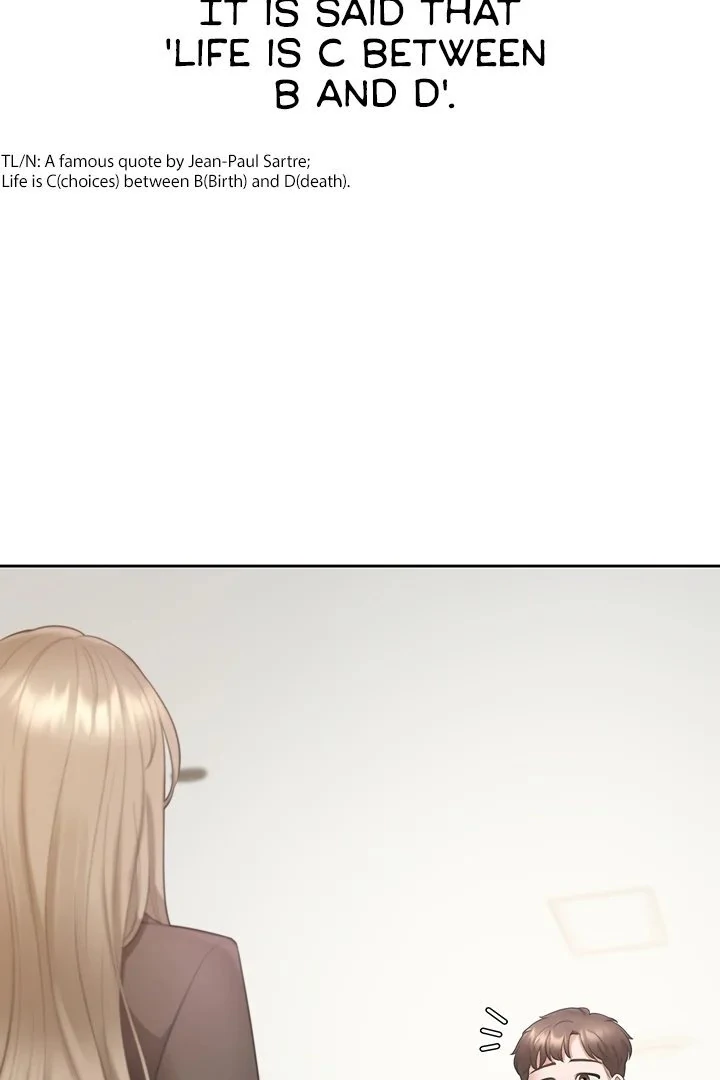 IT IS SAID THAT
'LIFE IS C BETWEEN
B AND D'.
TL/N: A famous quote by Jean-Paul Sartre;
Life is C(choices) between B(Birth) and D(death).